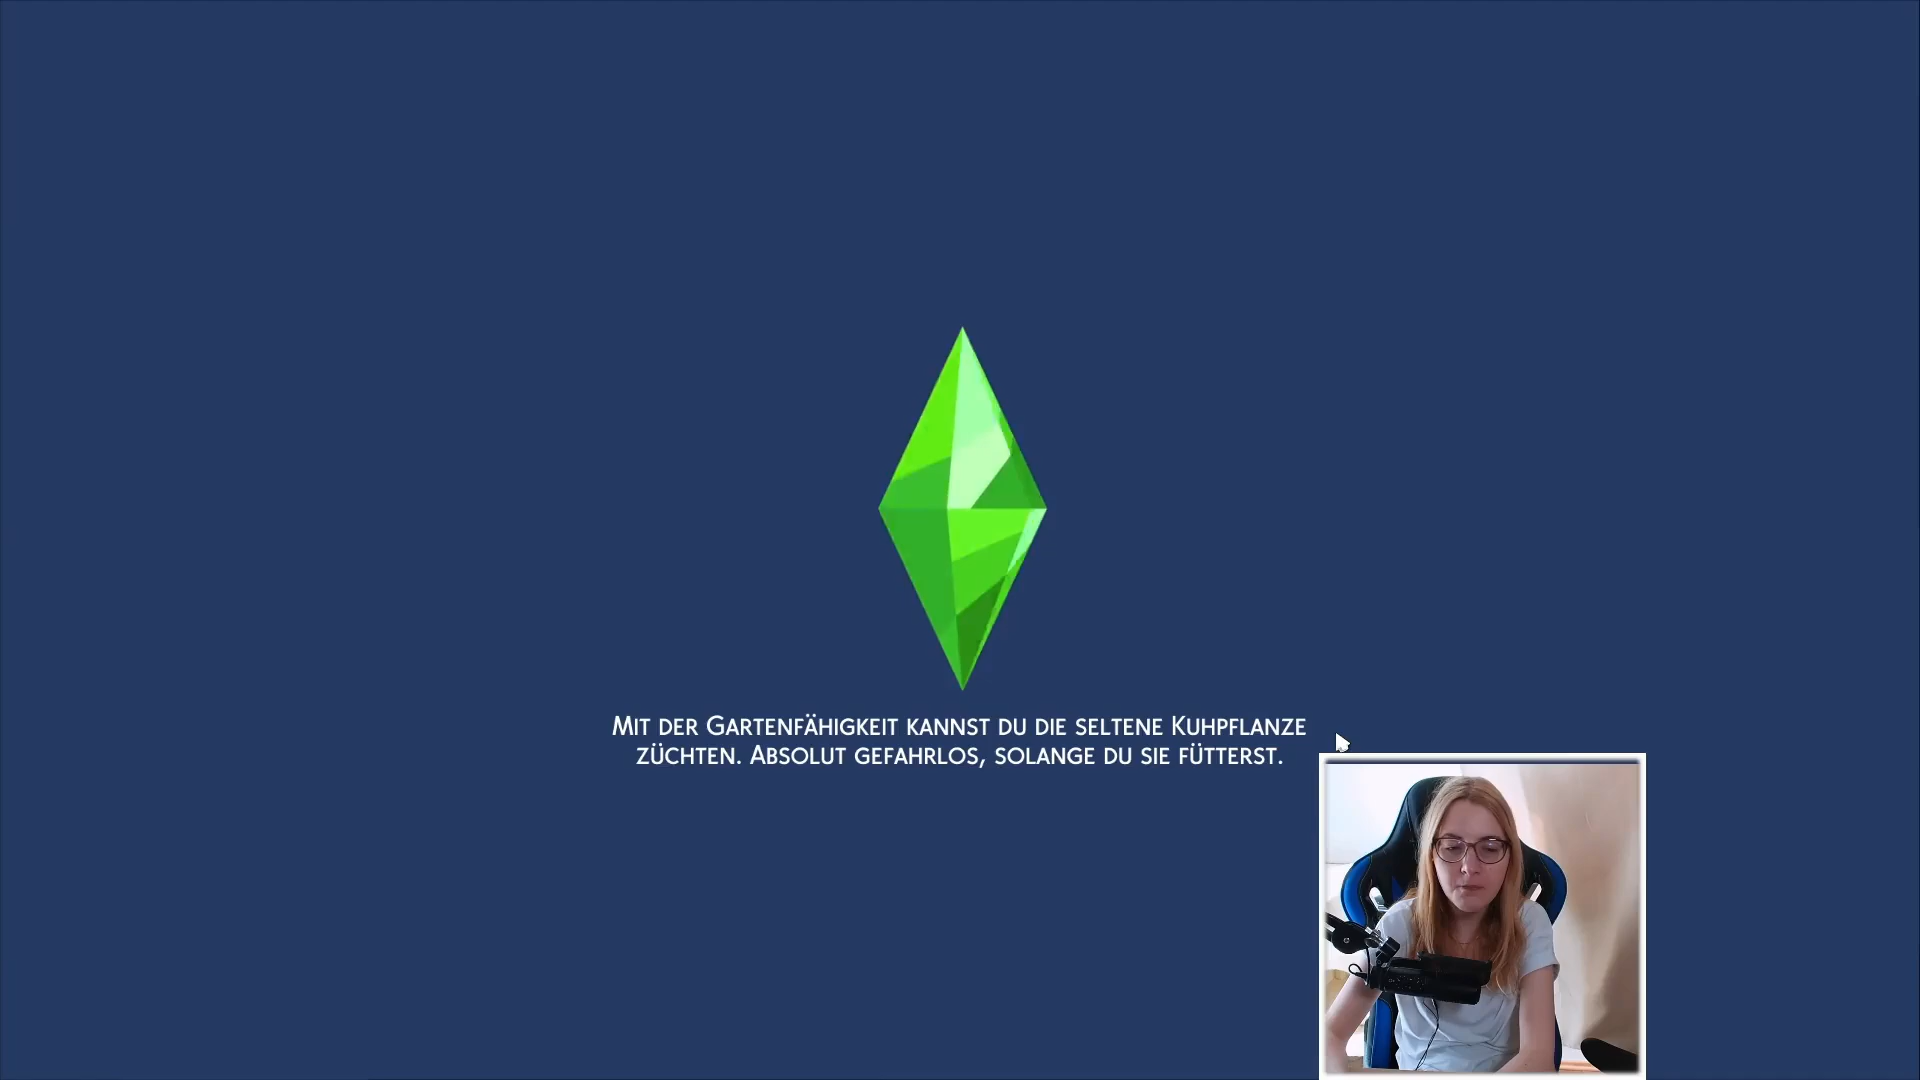 Mit der Gartenfähigkeit kannst du die seltene Kuhpflanze
züchten. Absolut gefahrlos, solange du sie fütterst.